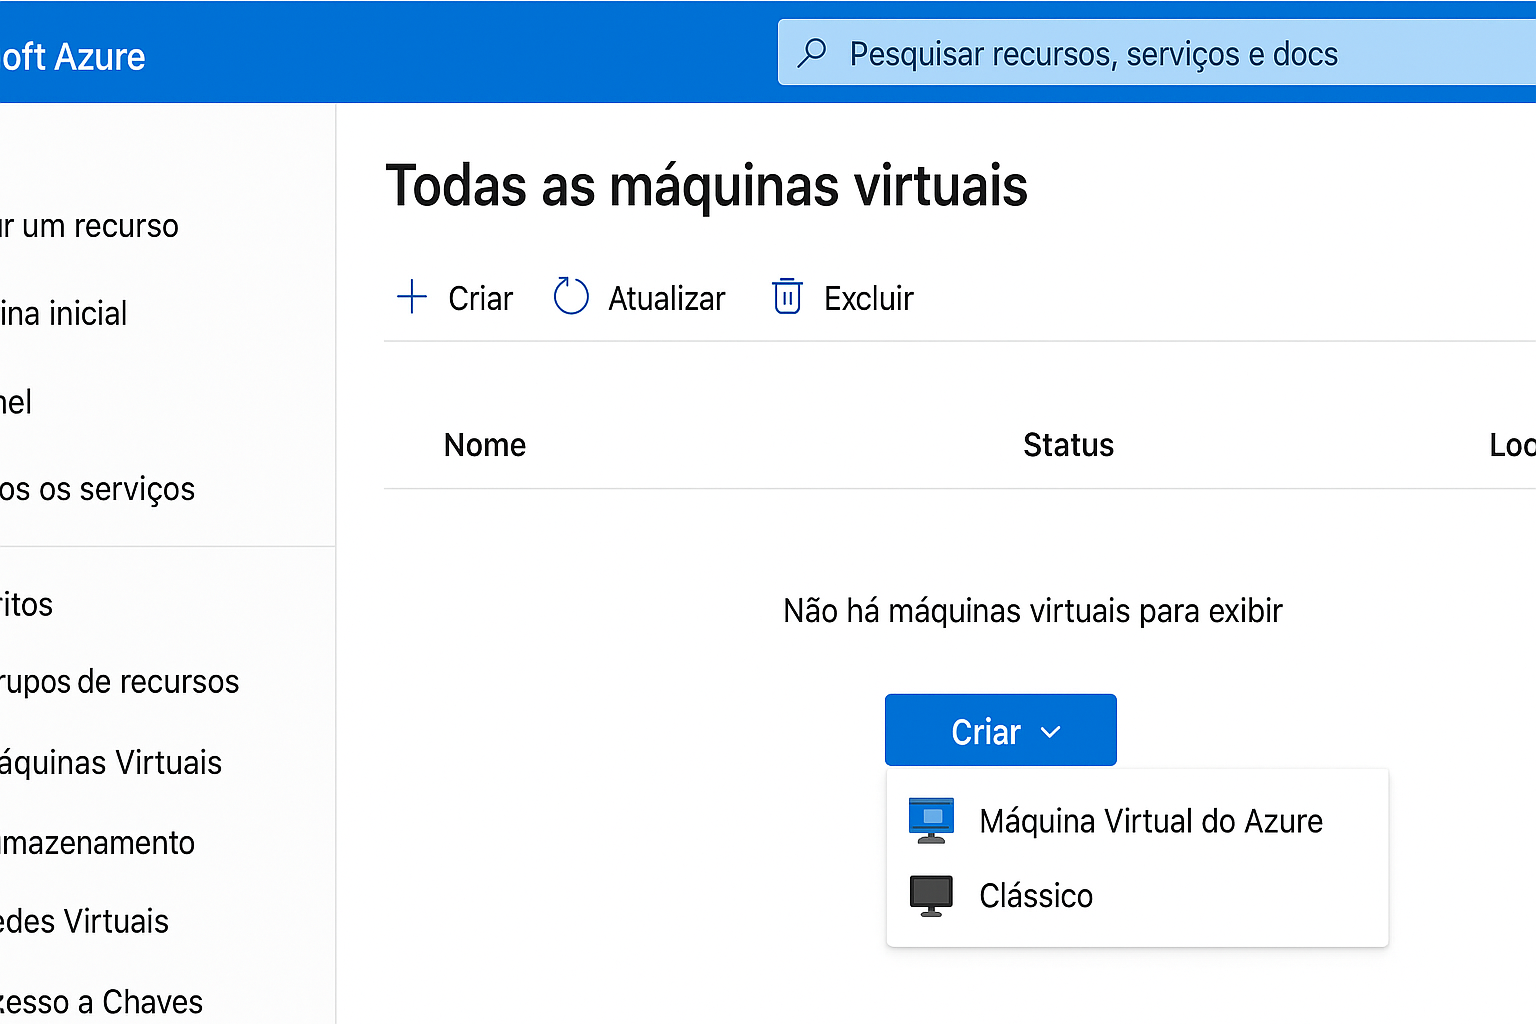 oft Azure
Pesquisar recursos, serviços e docs
r um recurso
ina inicial
nel
os os serviços
ritos
rupos de recursos
áquinas Virtuais
mazenamento
edes Virtuais
esso a Chaves
Todas as máquinas virtuais
Criar Atualizar Excluir
Nome Status Loc
Não há máquinas virtuais para exibir
Criar
Máquina Virtual do Azure
Clássico